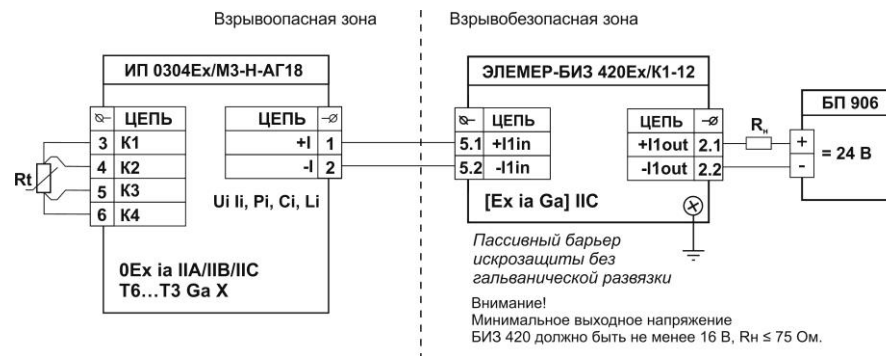 Взрывоопасная зона
Взрывобезопасная зона
ИП 0304Ex/М3-Н-АГ18
ЦЕПЬ ЦЕПЬ
3 К1 +I 1
4 К2 -I 2
5 К3
6 К4
Rt
Ui Ii, Pi, Ci, Li
0Ex ia IIA/IIB/IIC
T6...T3 Ga X
ЭЛЕМЕР-БИЗ 420Ex/К1-12
ЦЕПЬ ЦЕПЬ
5.1 +I1in +I1out 2.1
5.2 -I1in -I1out 2.2
[Ex ia Ga] IIC
Rн
БП 906
+
= 24 В
-
Пассивный барьер
искрозащиты без
гальванической развязки
Внимание!
Минимальное выходное напряжение
БИЗ 420 должно быть не менее 16 В, Rн ≤ 75 Ом.